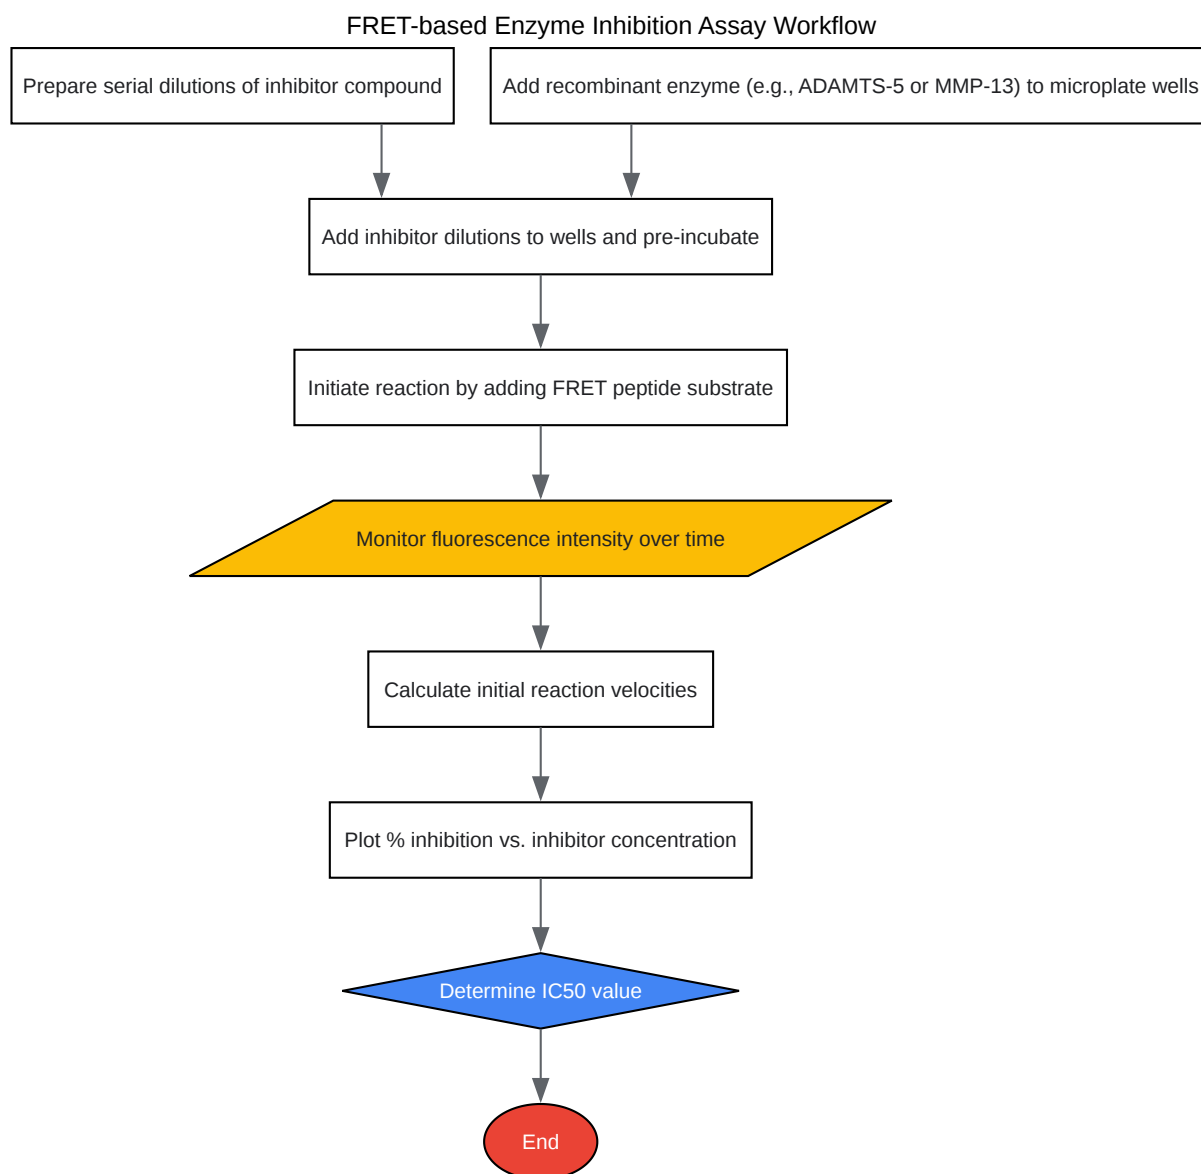 FRET-based Enzyme Inhibition Assay Workflow
Prepare serial dilutions of inhibitor compound
Add recombinant enzyme (e.g., ADAMTS-5 or MMP-13) to microplate wells
Add inhibitor dilutions to wells and pre-incubate
Initiate reaction by adding FRET peptide substrate
Monitor fluorescence intensity over time
Calculate initial reaction velocities
Plot % inhibition vs. inhibitor concentration
Determine IC50 value
End